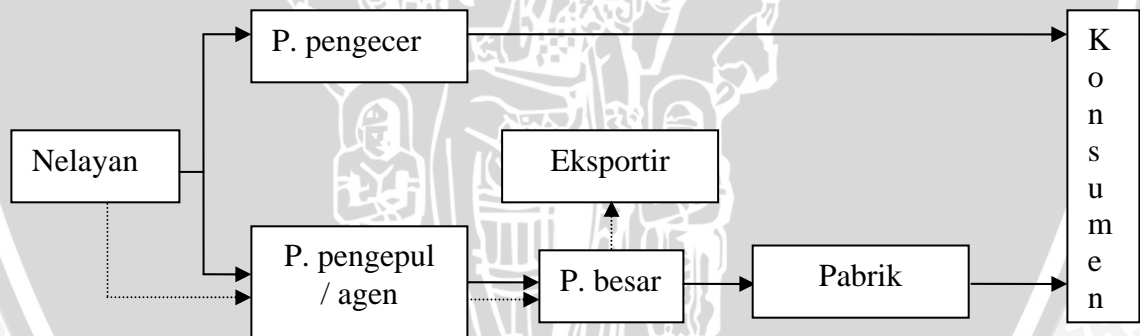 P. pengecer
Nelayan
Eksportir
P. pengepul
/ agen
P. besar
Pabrik
K
o
n
s
u
m
e
n